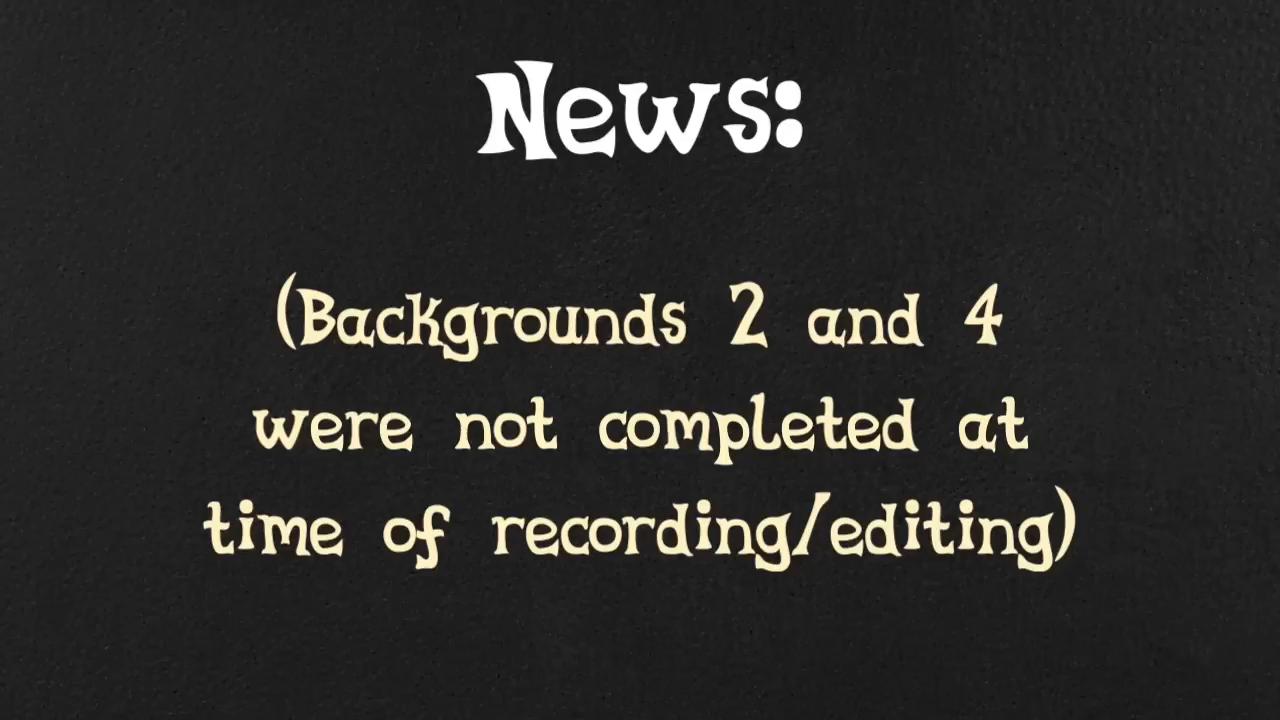 News:
(Backgrounds 2 and 4
were not completed at
time of recording/editing)